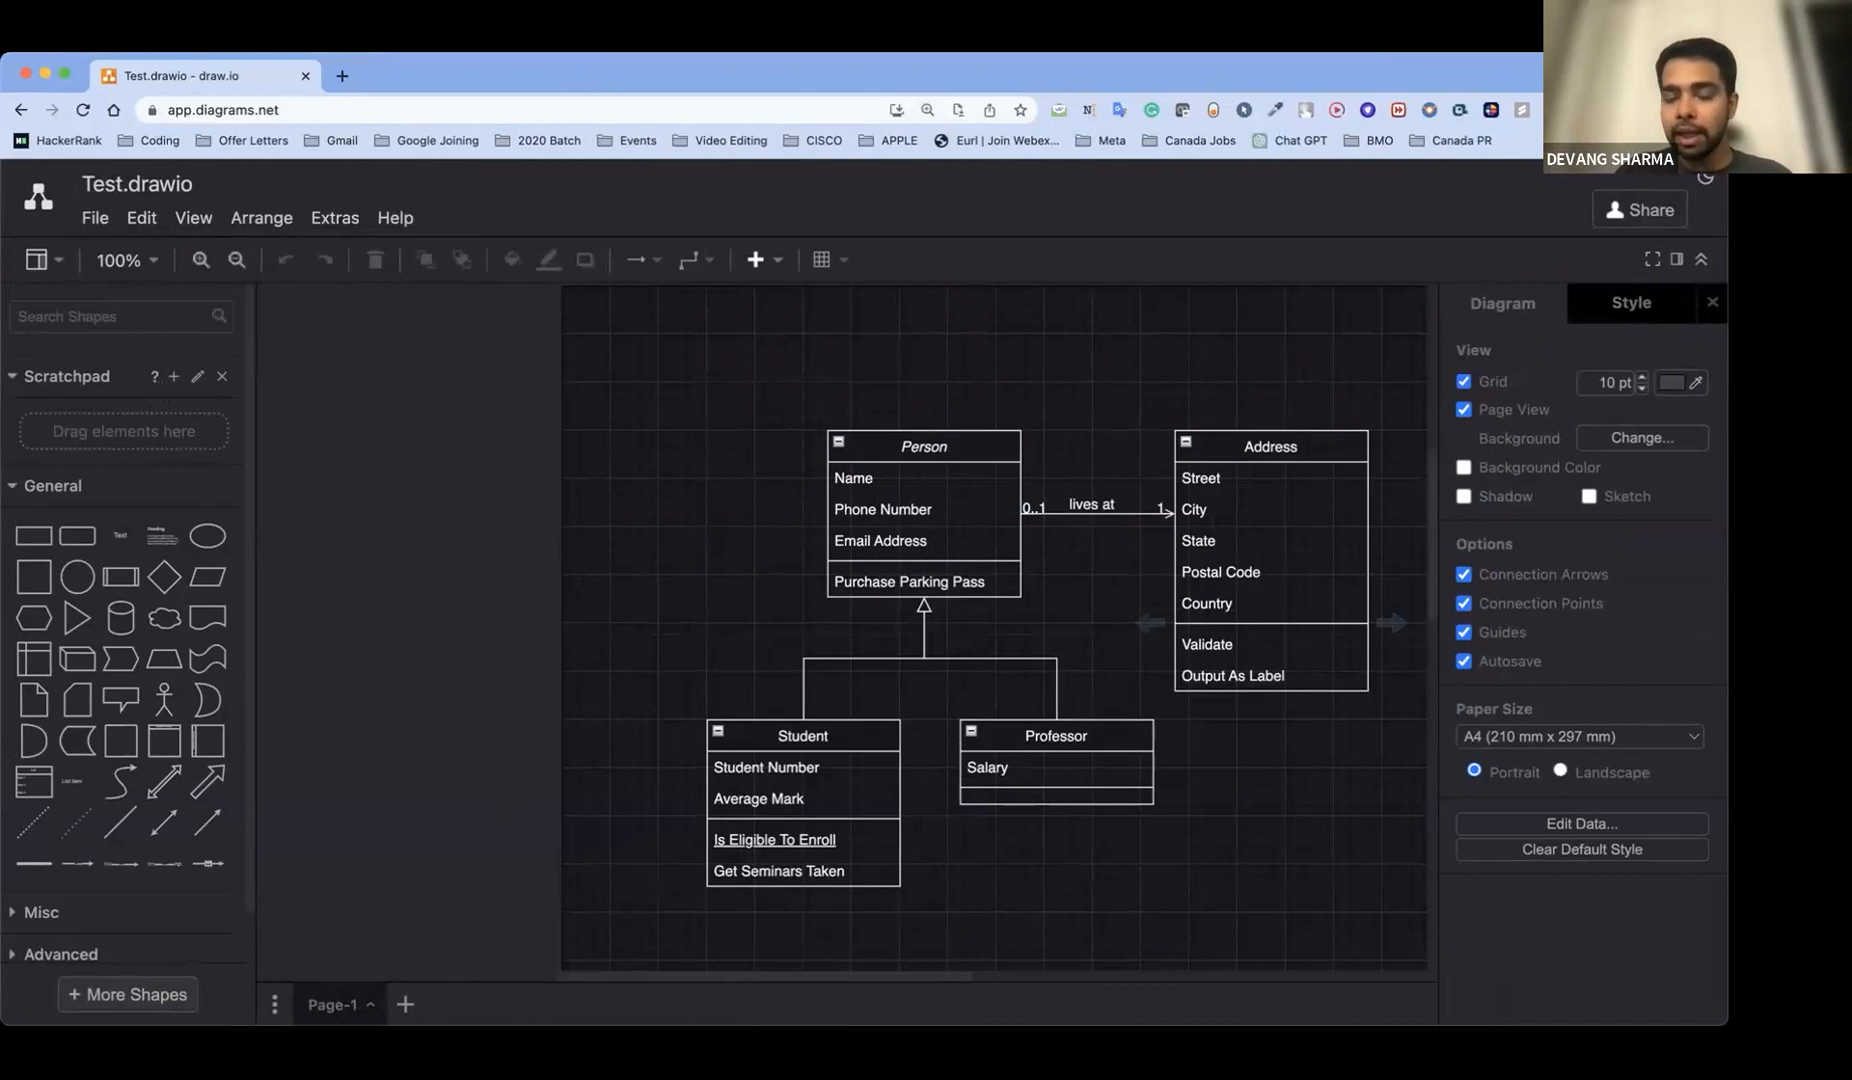 Test.drawio - draw.io
app.diagrams.net
HackerRank Coding Offer Letters Gmail Google Joining 2020 Batch Events Video Editing CISCO APPLE Eurl | Join Webex... Meta Canada Jobs Chat GPT BMO Canada PR
DEVANG SHARMA
Test.drawio
File Edit View Arrange Extras Help
Share
100%
Search Shapes
Scratchpad
Drag elements here
General
Text
Heading
List Item
Misc
Advanced
+ More Shapes
Person
Name
Phone Number
Email Address
Purchase Parking Pass
0..1 lives at 1
Address
Street
City
State
Postal Code
Country
Validate
Output As Label
Student
Student Number
Average Mark
Is Eligible To Enroll
Get Seminars Taken
Professor
Salary
Page-1
Diagram Style
View
Grid 10 pt
Page View
Background Change...
Background Color
Shadow Sketch
Options
Connection Arrows
Connection Points
Guides
Autosave
Paper Size
A4 (210 mm x 297 mm)
Portrait Landscape
Edit Data...
Clear Default Style